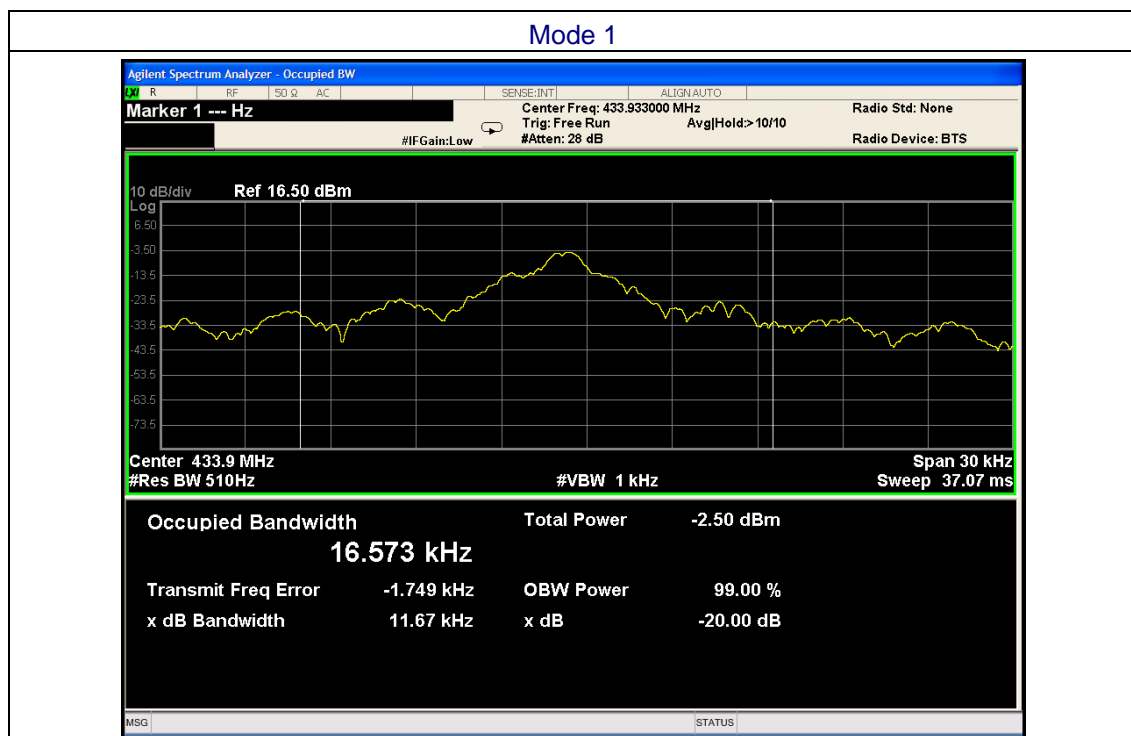 Mode 1
Agilent Spectrum Analyzer - Occupied BW
LXI R RF 50 Ω AC SENSE:INT ALIGN AUTO
Marker 1 --- Hz
Center Freq: 433.933000 MHz
Radio Std: None
Trig: Free Run Avg|Hold:>10/10
#IFGain:Low #Atten: 28 dB
Radio Device: BTS
10 dB/div Ref 16.50 dBm
Log
6.50
-3.50
-13.5
-23.5
-33.5
-43.5
-53.5
-63.5
-73.5
Center 433.9 MHz Span 30 kHz
#Res BW 510Hz #VBW 1 kHz Sweep 37.07 ms
Occupied Bandwidth Total Power -2.50 dBm
16.573 kHz
Transmit Freq Error -1.749 kHz OBW Power 99.00 %
x dB Bandwidth 11.67 kHz x dB -20.00 dB
MSG STATUS